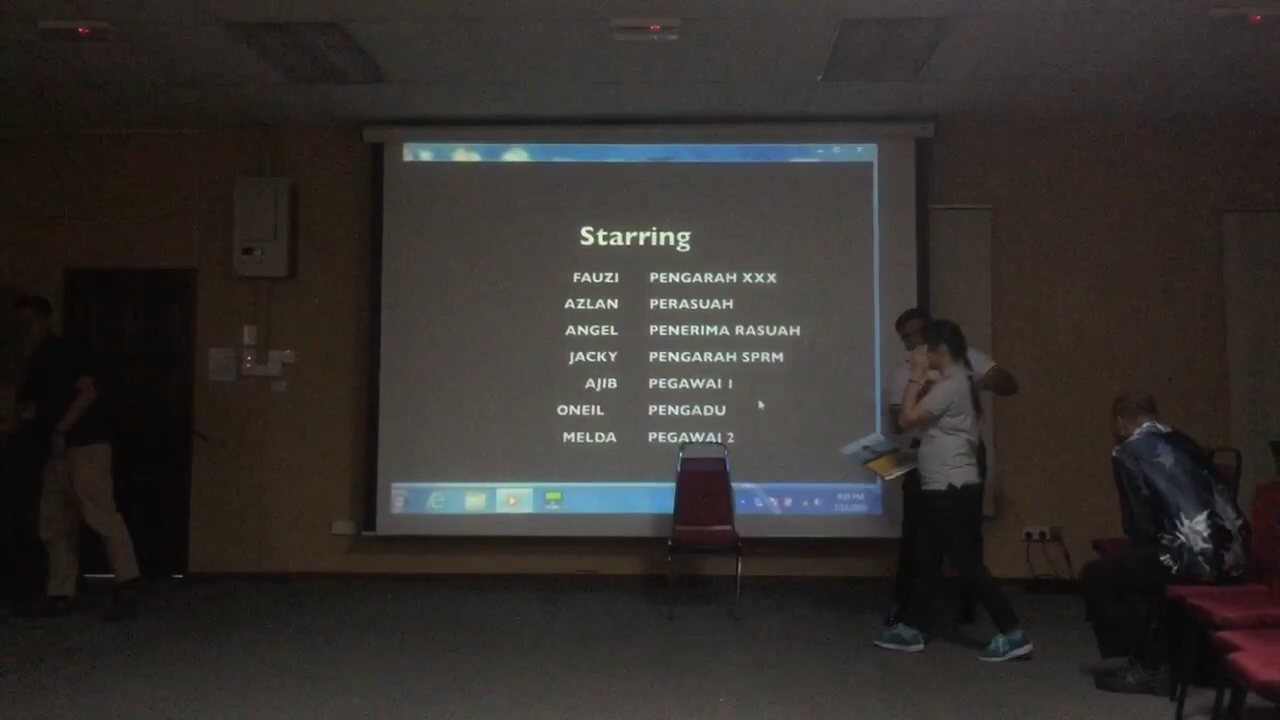 Starring
FAUZI PENGARAH XXX
AZLAN PERASUAH
ANGEL PENERIMA RASUAH
JACKY PENGARAH SPRM
AJIB PEGAWAI 1
ONEIL PENGADU
MELDA PEGAWAI 2